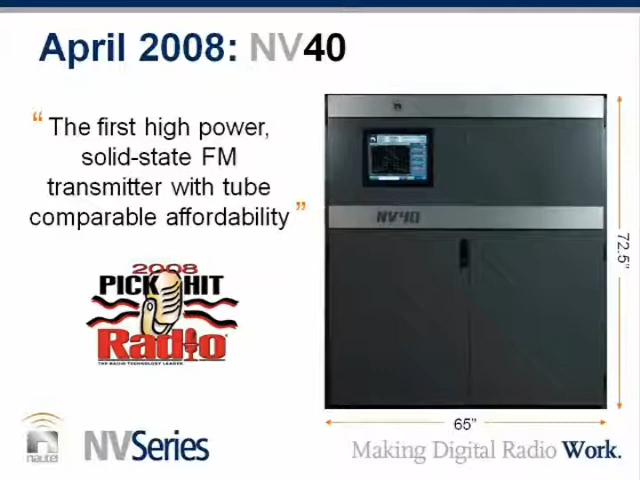 April 2008: NV40
“ The first high power,
solid-state FM
transmitter with tube
comparable affordability ”
NV40
72.5"
65"
2008
PICK HIT
Radio
THE RADIO TECHNOLOGY LEADER
nautel
NVSeries
Making Digital Radio Work.